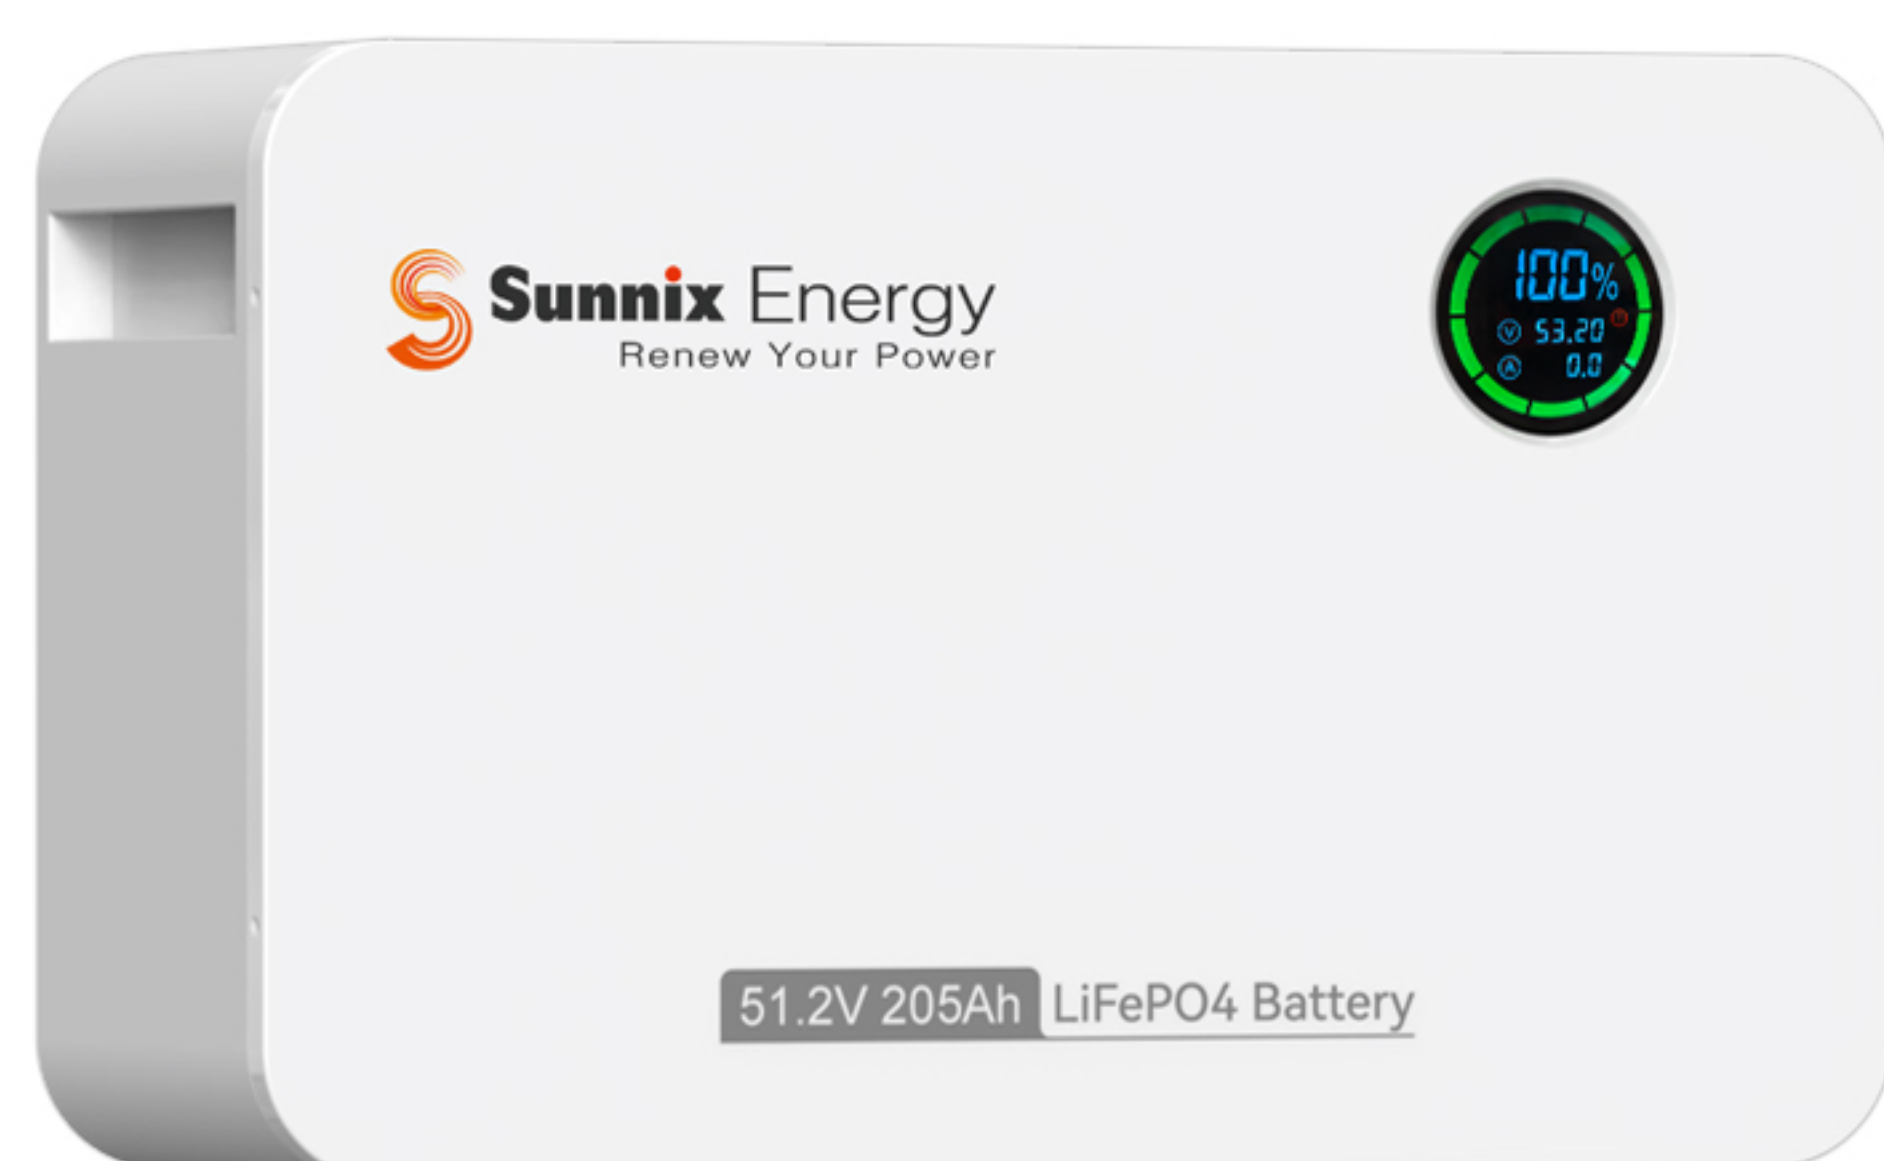 Sunnix Energy
Renew Your Power
100%
V 53.20
A 0.0
51.2V 205Ah LiFePO4 Battery